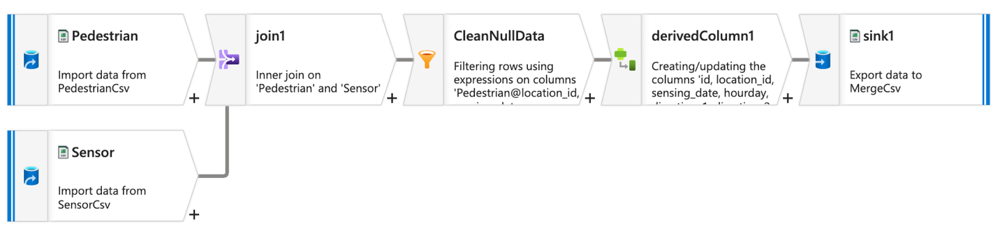 Pedestrian
Import data from
PedestrianCsv
join1
Inner join on
'Pedestrian' and 'Sensor'
CleanNullData
Filtering rows using
expressions on columns
'Pedestrian@location_id,
derivedColumn1
Creating/updating the
columns 'id, location_id,
sensing_date, hourday,
sink1
Export data to
MergeCsv
Sensor
Import data from
SensorCsv